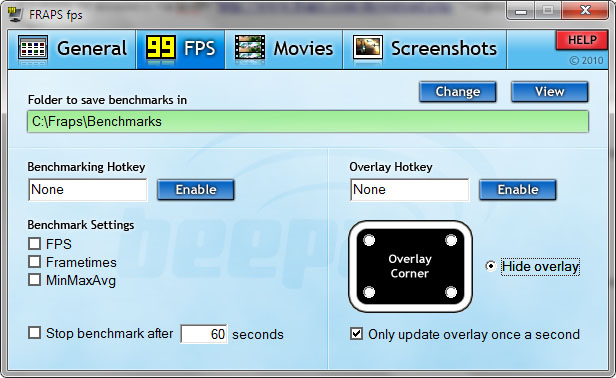 FRAPS fps
General
99
FPS
Movies
Screenshots
HELP
© 2010
Folder to save benchmarks in
Change
View
C:\Fraps\Benchmarks
Benchmarking Hotkey
None
Enable
Overlay Hotkey
None
Enable
Benchmark Settings
FPS
Frametimes
MinMaxAvg
Stop benchmark after 60 seconds
Overlay
Corner
Hide overlay
Only update overlay once a second